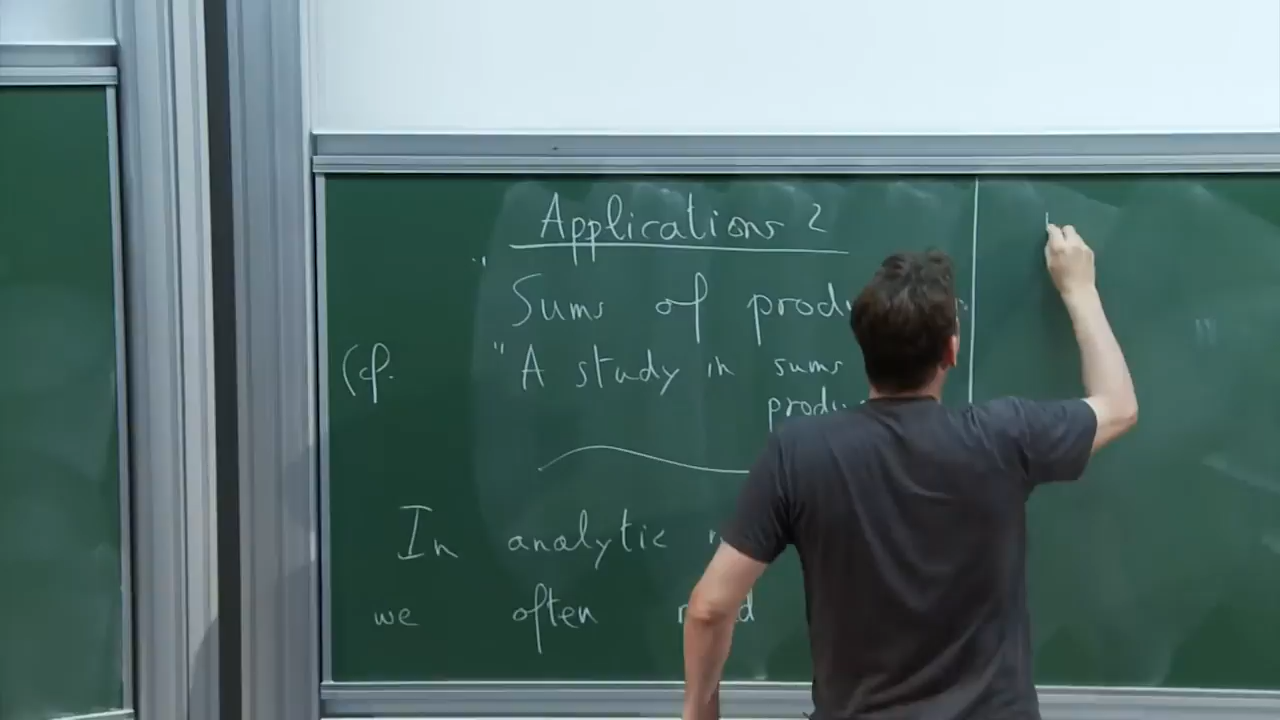 Applications 2
"Sums of produ
(cf. "A study in sums
produ
In analytic n
we often n d